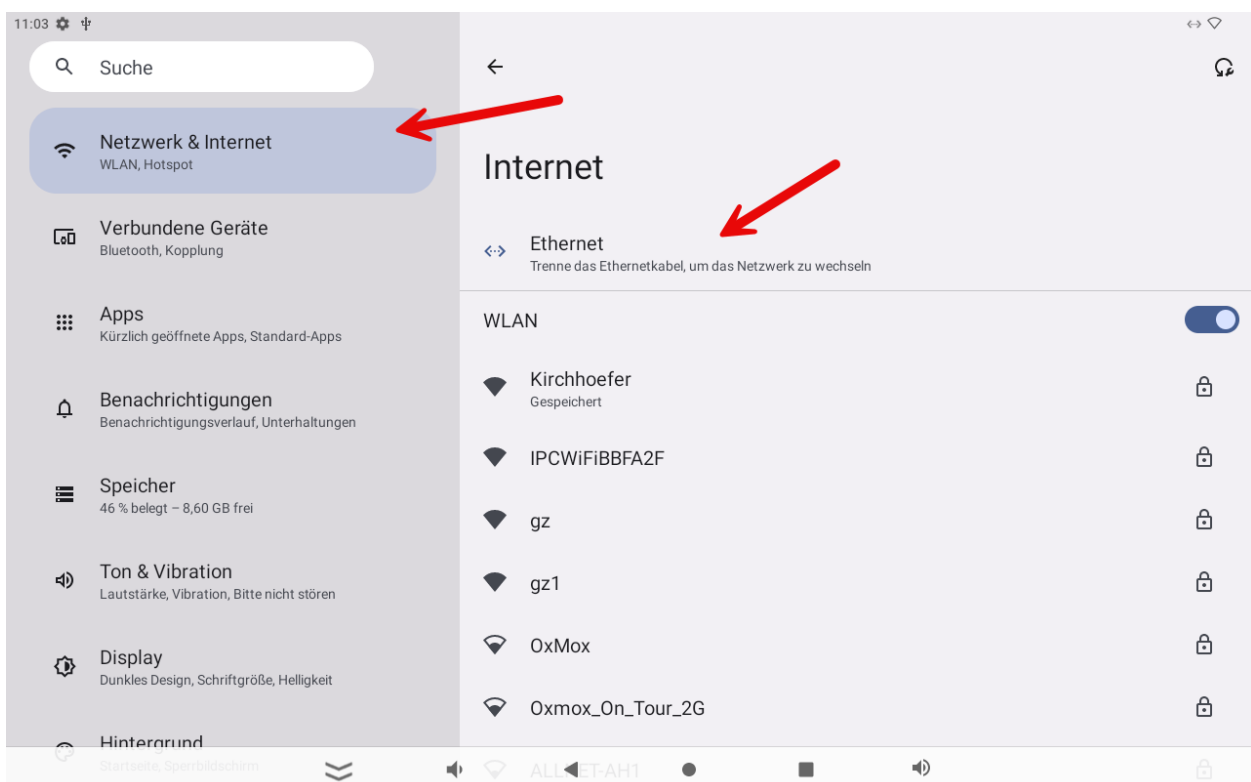 11:03
Suche
Netzwerk & Internet
WLAN, Hotspot
Verbundene Geräte
Bluetooth, Kopplung
Apps
Kürzlich geöffnete Apps, Standard-Apps
Benachrichtigungen
Benachrichtigungsverlauf, Unterhaltungen
Speicher
46 % belegt – 8,60 GB frei
Ton & Vibration
Lautstärke, Vibration, Bitte nicht stören
Display
Dunkles Design, Schriftgröße, Helligkeit
Hintergrund
Startseite, Sperrbildschirm
Internet
Ethernet
Trenne das Ethernetkabel, um das Netzwerk zu wechseln
WLAN
Kirchhoefer
Gespeichert
IPCWiFiBBFA2F
gz
gz1
OxMox
Oxmox_On_Tour_2G